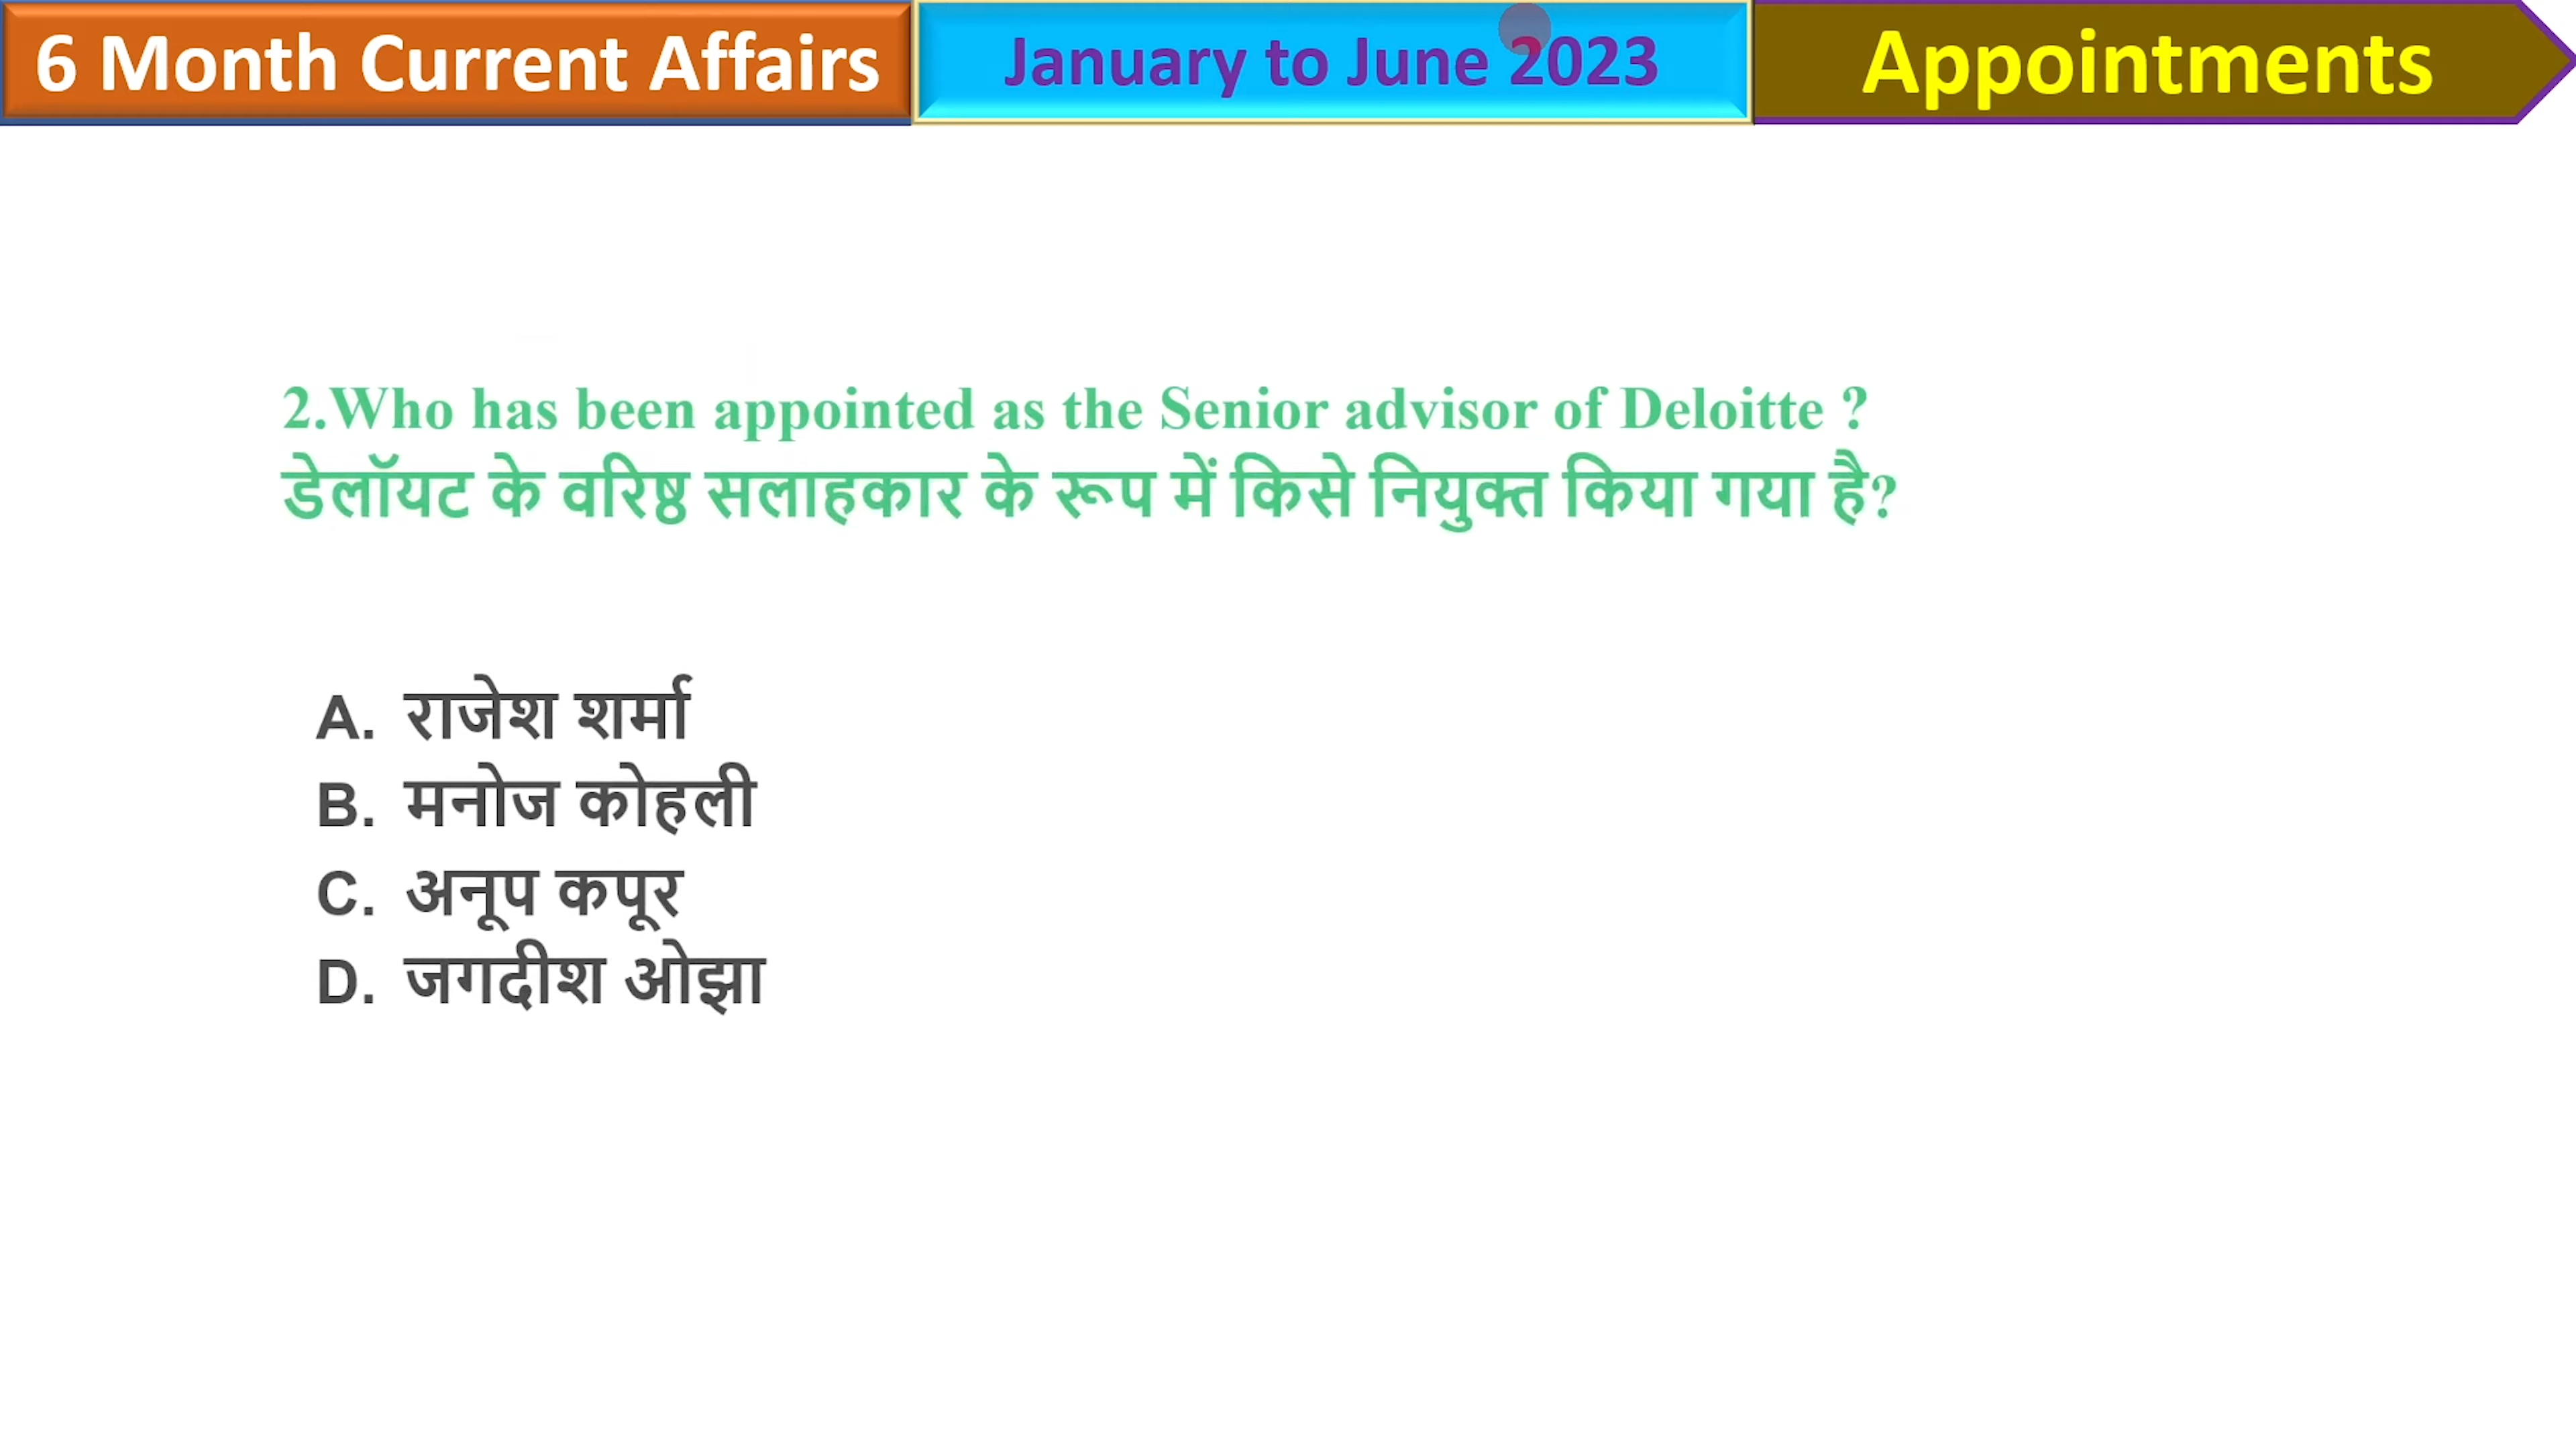 6 Month Current Affairs
January to June 2023
Appointments
2.Who has been appointed as the Senior advisor of Deloitte ?
डेलॉयट के वरिष्ठ सलाहकार के रूप में किसे नियुक्त किया गया है?
A. राजेश शर्मा
B. मनोज कोहली
C. अनूप कपूर
D. जगदीश ओझा